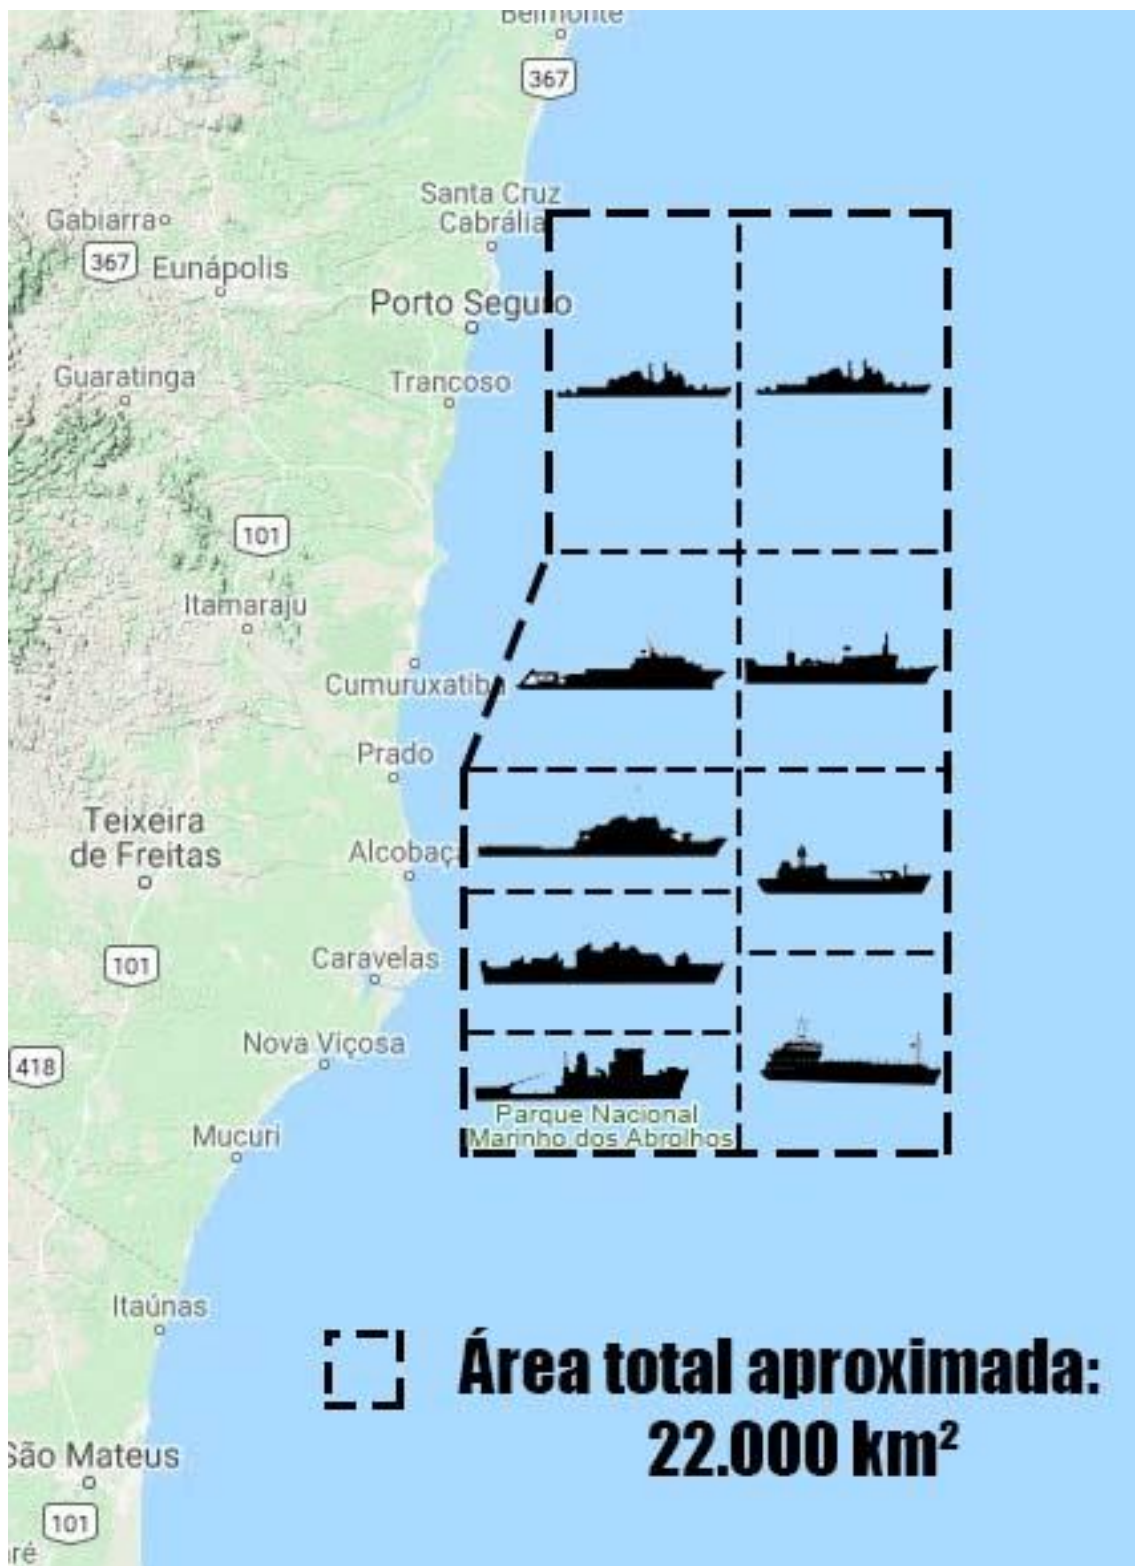 Belmonte
367
Santa Cruz
Cabrália
Gabiarra
367
Eunápolis
Porto Seguro
Guaratinga
Trancoso
101
Itamaraju
Cumuruxatiba
Prado
Teixeira
de Freitas
Alcobaç
101
Caravelas
Nova Viçosa
418
Parque Nacional
Marinho dos Abrolhos
Mucuri
Itaúnas
Área total aproximada:
22.000 km²
São Mateus
101
ré